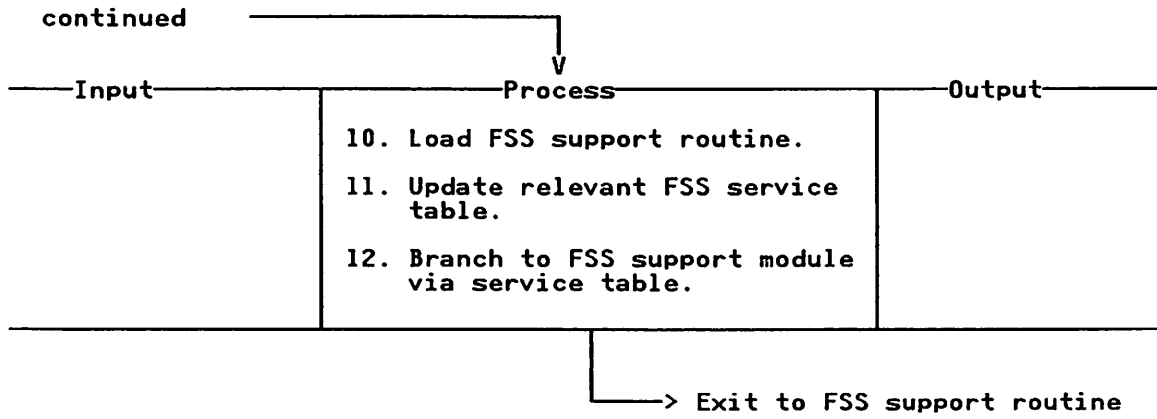 continued
Input Process Output
10. Load FSS support routine.
11. Update relevant FSS service
table.
12. Branch to FSS support module
via service table.
Exit to FSS support routine